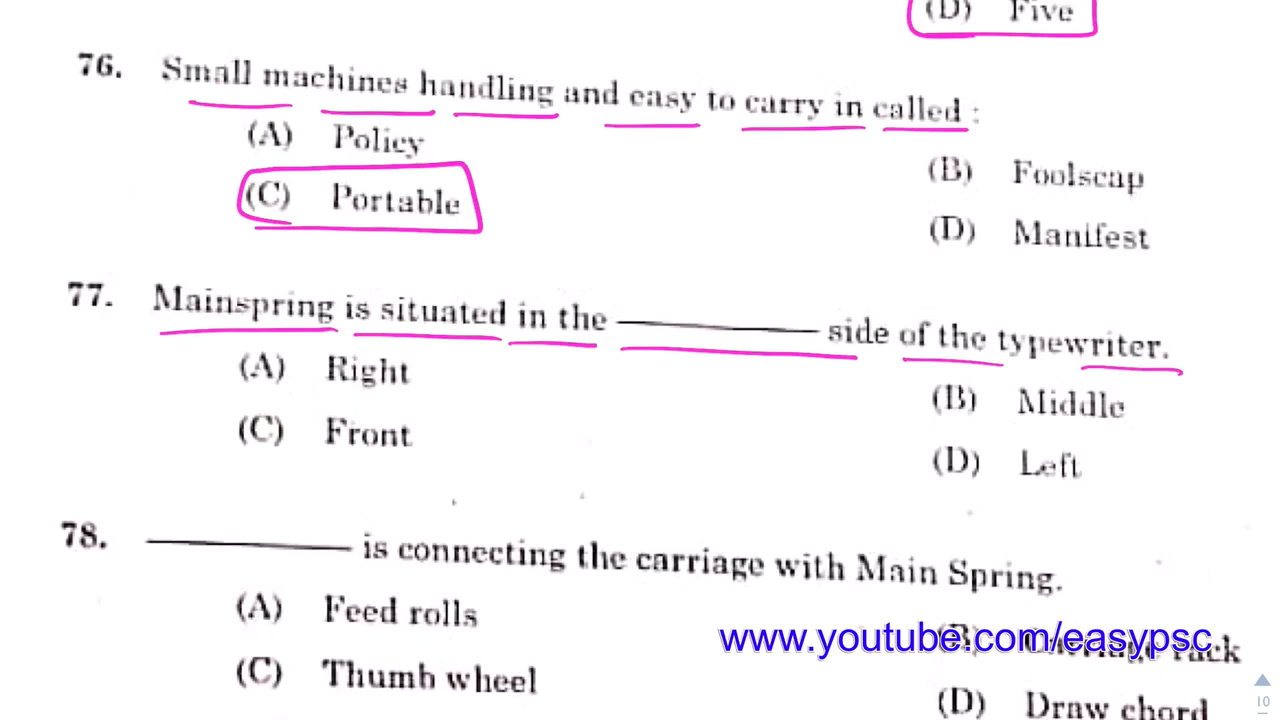 (D) Five
76. Small machines handling and easy to carry in called :
(A) Policy
(B) Foolscap
(C) Portable
(D) Manifest
77. Mainspring is situated in the ____________ side of the typewriter.
(A) Right
(B) Middle
(C) Front
(D) Left
78. ____________ is connecting the carriage with Main Spring.
(A) Feed rolls
(B) Carriage rack
www.youtube.com/easypsc
(C) Thumb wheel
(D) Draw chord
10